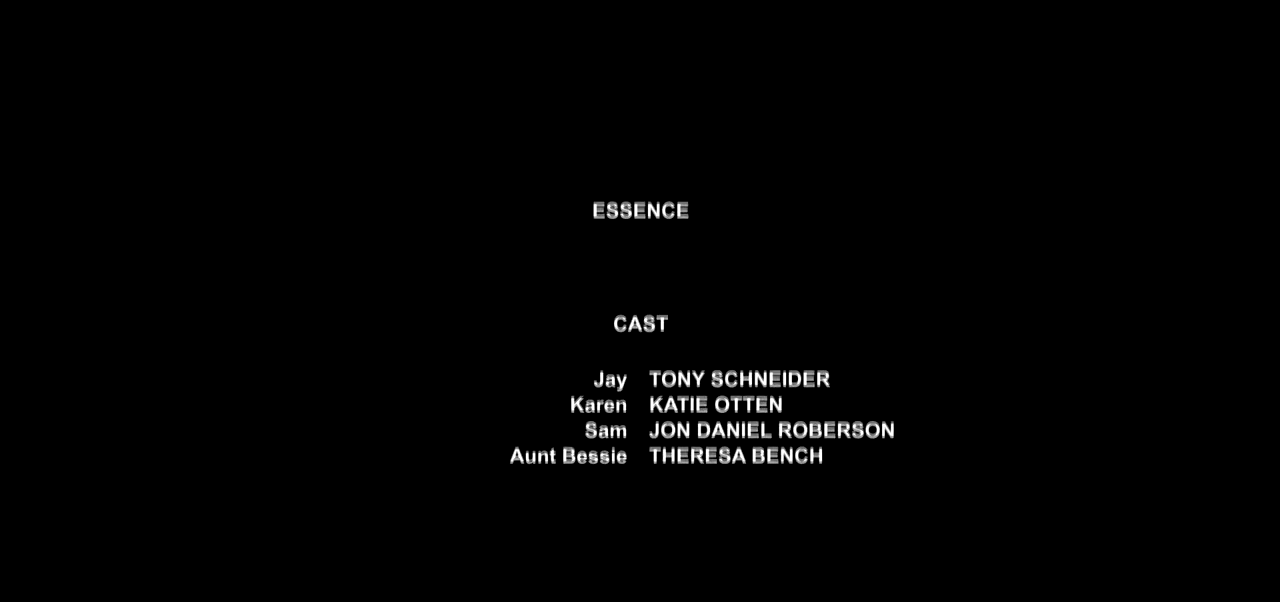 ESSENCE
CAST
Jay TONY SCHNEIDER
Karen KATIE OTTEN
Sam JON DANIEL ROBERSON
Aunt Bessie THERESA BENCH